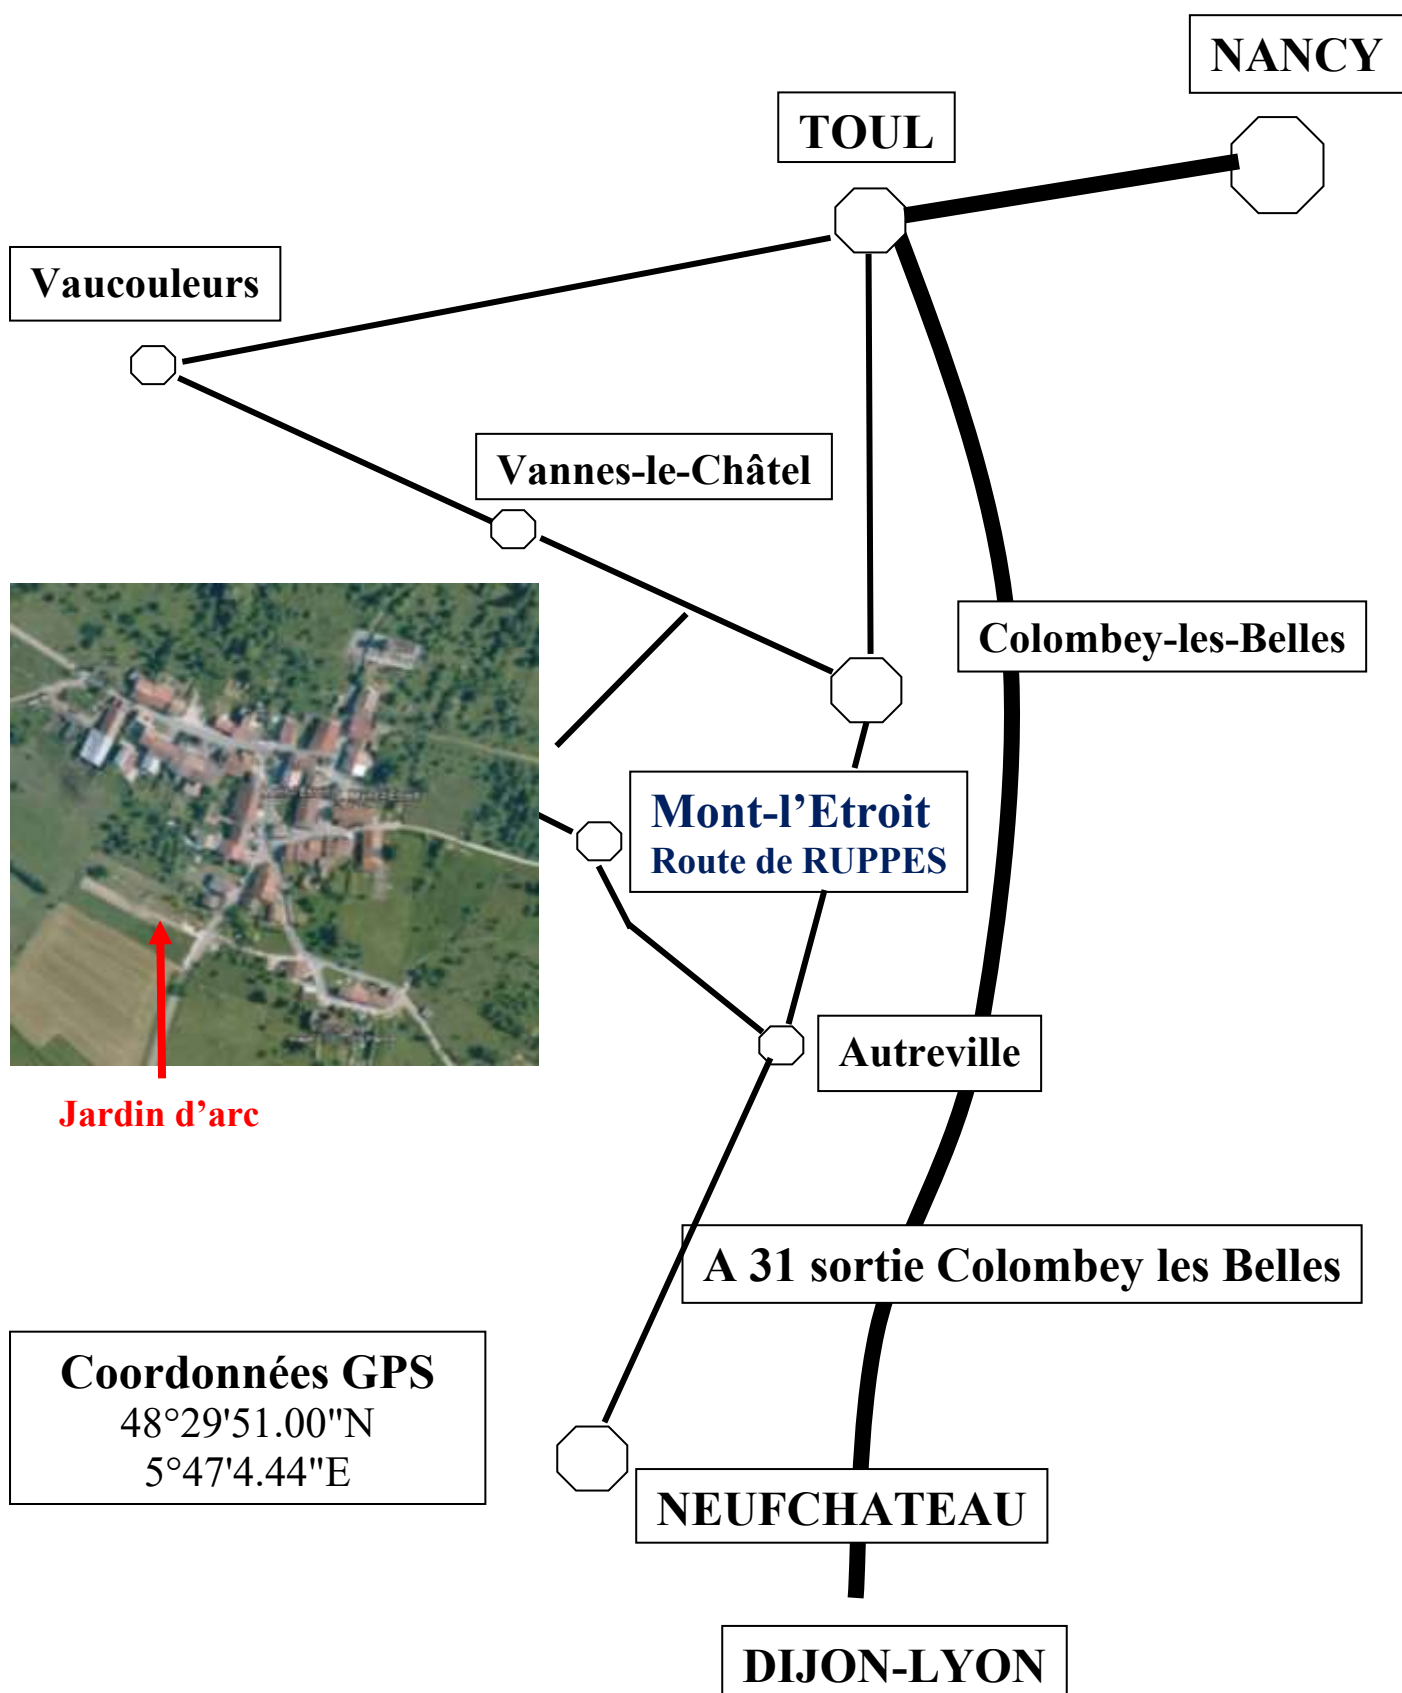 NANCY
TOUL
Vaucouleurs
Vannes-le-Châtel
Colombey-les-Belles
Mont-l’Etroit
Route de RUPPES
Autreville
Jardin d’arc
A 31 sortie Colombey les Belles
Coordonnées GPS
48°29'51.00"N
5°47'4.44"E
NEUFCHATEAU
DIJON-LYON